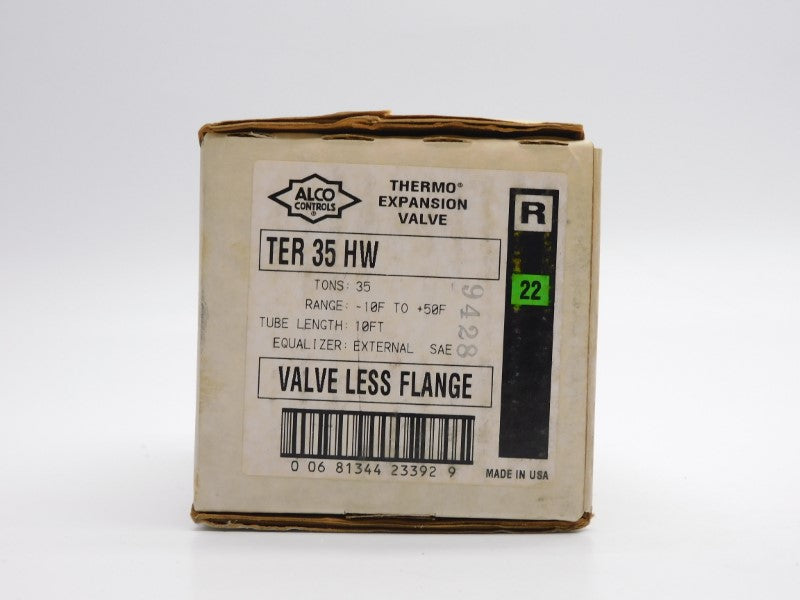 ALCO
CONTROLS
®
THERMO®
EXPANSION
VALVE
R
TER 35 HW
22
TONS: 35
RANGE: -10F TO +50F
TUBE LENGTH: 10FT
EQUALIZER: EXTERNAL SAE
9428
VALVE LESS FLANGE
0 06 81344 23392 9
MADE IN USA